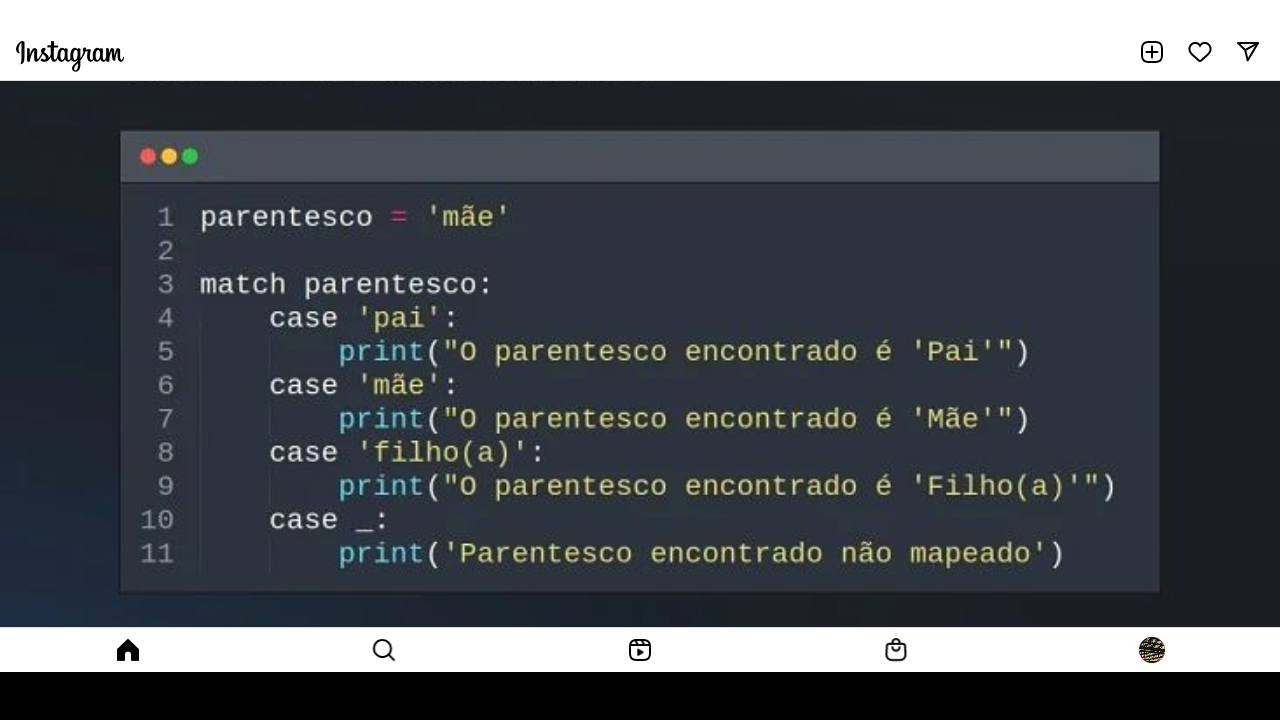 Instagram
1 parentesco = 'mãe'
2
3 match parentesco:
4     case 'pai':
5         print("O parentesco encontrado é 'Pai'")
6     case 'mãe':
7         print("O parentesco encontrado é 'Mãe'")
8     case 'filho(a)':
9         print("O parentesco encontrado é 'Filho(a)'")
10     case _:
11         print('Parentesco encontrado não mapeado')